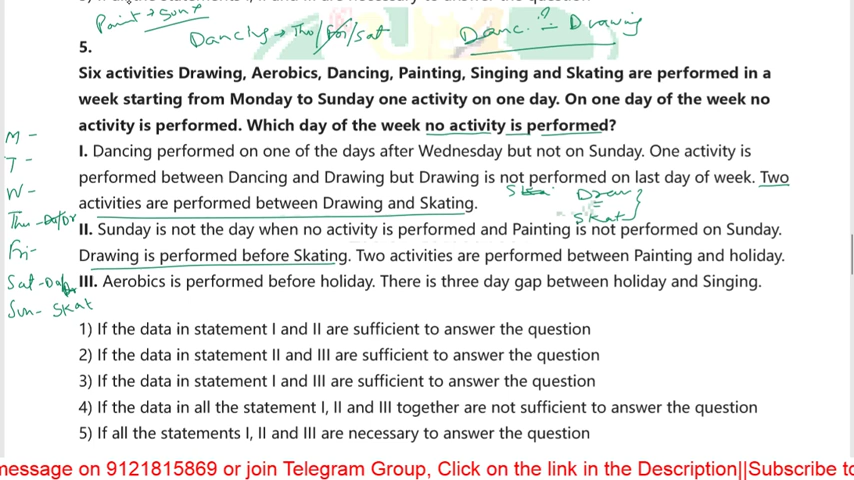 Paint → Sun ×
Dancing → Thu/Fri/Sat
Danc. ? = Drawing
5.
Six activities Drawing, Aerobics, Dancing, Painting, Singing and Skating are performed in a
week starting from Monday to Sunday one activity on one day. On one day of the week no
activity is performed. Which day of the week no activity is performed?
M -
I. Dancing performed on one of the days after Wednesday but not on Sunday. One activity is
T -
performed between Dancing and Drawing but Drawing is not performed on last day of week. Two
W -
Draw
=
Skat
activities are performed between Drawing and Skating.
Thu -
II. Sunday is not the day when no activity is performed and Painting is not performed on Sunday.
Fri -
Drawing is performed before Skating. Two activities are performed between Painting and holiday.
Sat -
III. Aerobics is performed before holiday. There is three day gap between holiday and Singing.
Sun - Skat
1) If the data in statement I and II are sufficient to answer the question
2) If the data in statement II and III are sufficient to answer the question
3) If the data in statement I and III are sufficient to answer the question
4) If the data in all the statement I, II and III together are not sufficient to answer the question
5) If all the statements I, II and III are necessary to answer the question
message on 9121815869 or join Telegram Group, Click on the link in the Description||Subscribe to